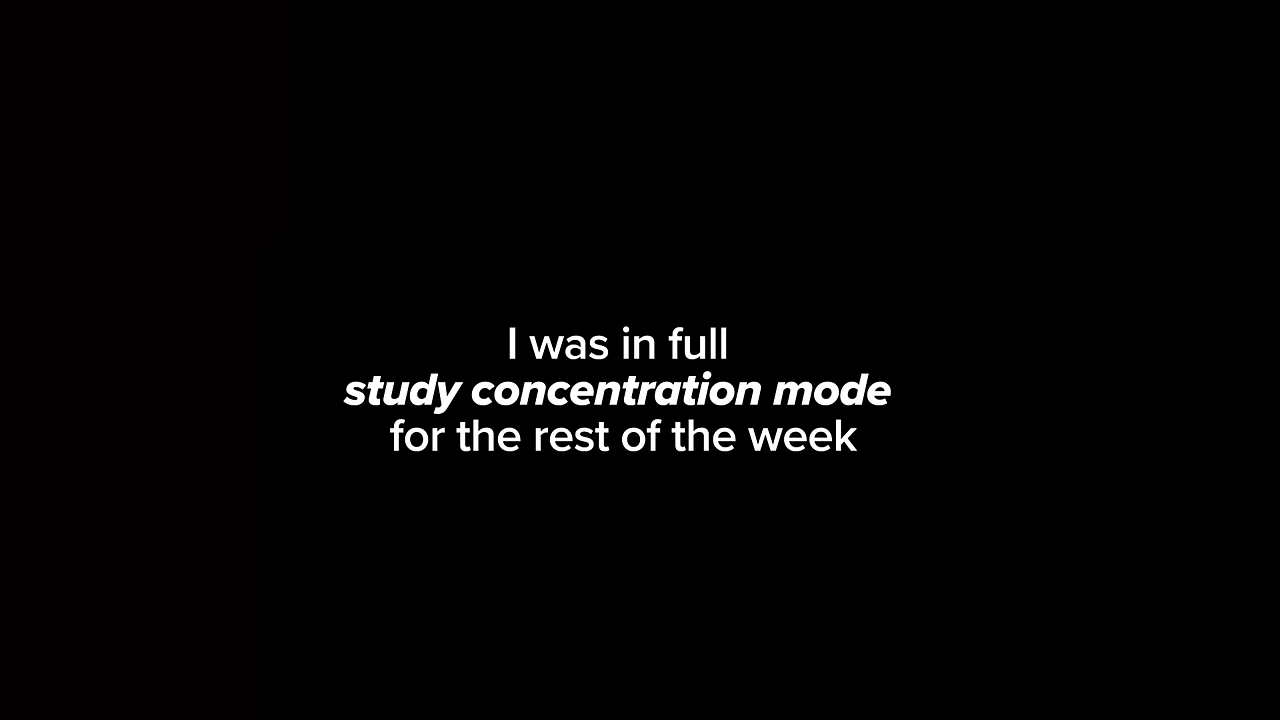 I was in full
study concentration mode
for the rest of the week